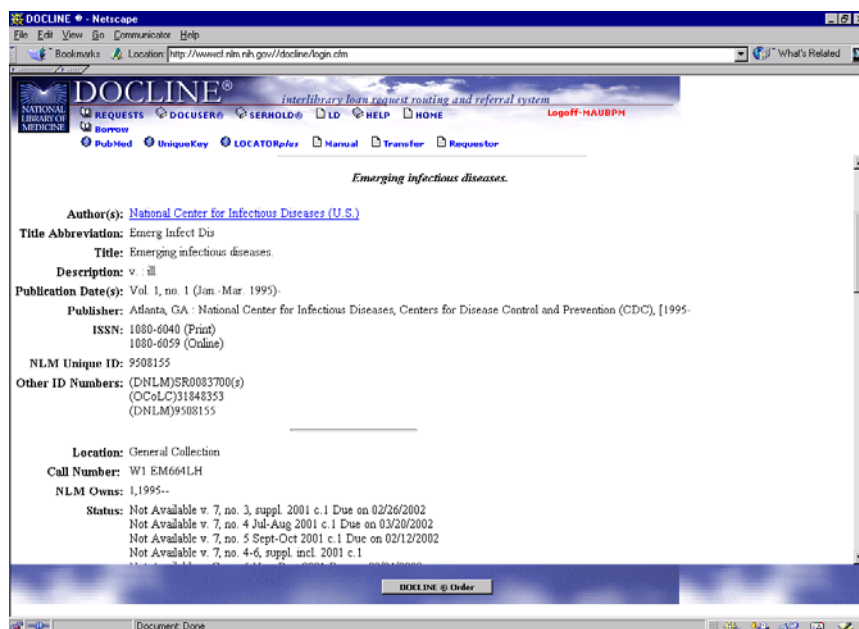 DOCLINE ® - Netscape
File Edit View Go Communicator Help
Bookmarks Location: http://wwwcf.nlm.nih.gov//docline/login.cfm What's Related
NATIONAL LIBRARY OF MEDICINE
DOCLINE®
interlibrary loan request routing and referral system
REQUESTS DOCUSER® SERHOLD® LD HELP HOME Logoff-MAUBPM
Borrow
PubMed UniqueKey LOCATORplus Manual Transfer Requestor
Emerging infectious diseases.
Author(s): National Center for Infectious Diseases (U.S.)
Title Abbreviation: Emerg Infect Dis
Title: Emerging infectious diseases.
Description: v. : ill.
Publication Date(s): Vol. 1, no. 1 (Jan.-Mar. 1995)-
Publisher: Atlanta, GA : National Center for Infectious Diseases, Centers for Disease Control and Prevention (CDC), [1995-
ISSN: 1080-6040 (Print)
1080-6059 (Online)
NLM Unique ID: 9508155
Other ID Numbers: (DNLM)SR0083700(s)
(OCoLC)31848353
(DNLM)9508155
Location: General Collection
Call Number: W1 EM664LH
NLM Owns: 1,1995--
Status: Not Available v. 7, no. 3, suppl. 2001 c.1 Due on 02/26/2002
Not Available v. 7, no. 4 Jul-Aug 2001 c.1 Due on 03/20/2002
Not Available v. 7, no. 5 Sept-Oct 2001 c.1 Due on 02/12/2002
Not Available v. 7, no. 4-6, suppl. incl. 2001 c.1
DOCLINE ® Order
Document: Done